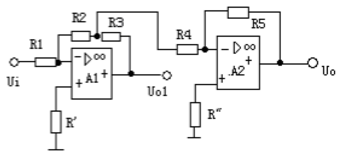 R2 R3 R5
R1 R4
− ▷∞ − ▷∞
Ui + A1 + Uo1 + .A2 + Uo
R' R"